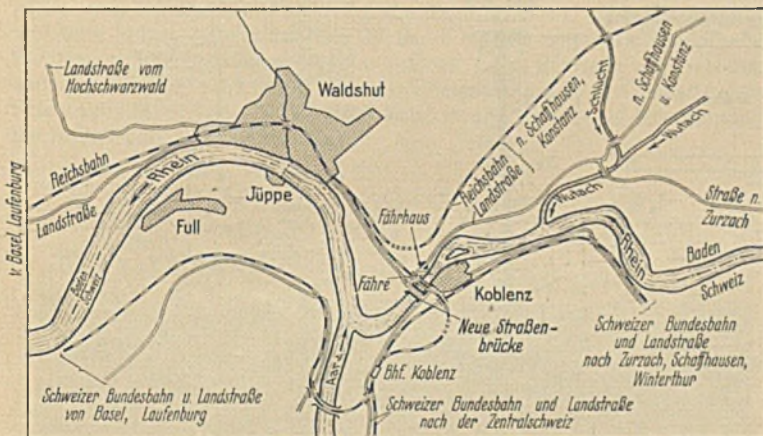 Landstraße vom
Hochschwarzwald
Waldshut
n. Schaffhausen
u. Konstanz
Schlücht
n. Schaffhausen,
Konstanz
Wutach
v. Basel, Laufenburg
Reichsbahn
Rhein
Landstraße
Jüppe
Full
Reichsbahn
Landstraße
Fährhaus
Wutach
Straße n.
Zurzach
Baden
Schweiz
Fähre
Koblenz
Rhein
Baden
Schweiz
Neue Straßen-
brücke
Aare
Bhf. Koblenz
Schweizer Bundesbahn
und Landstraße
nach Zurzach, Schaffhausen,
Winterthur
Schweizer Bundesbahn u. Landstraße
von Basel, Laufenburg
Schweizer Bundesbahn und Landstraße
nach der Zentralschweiz